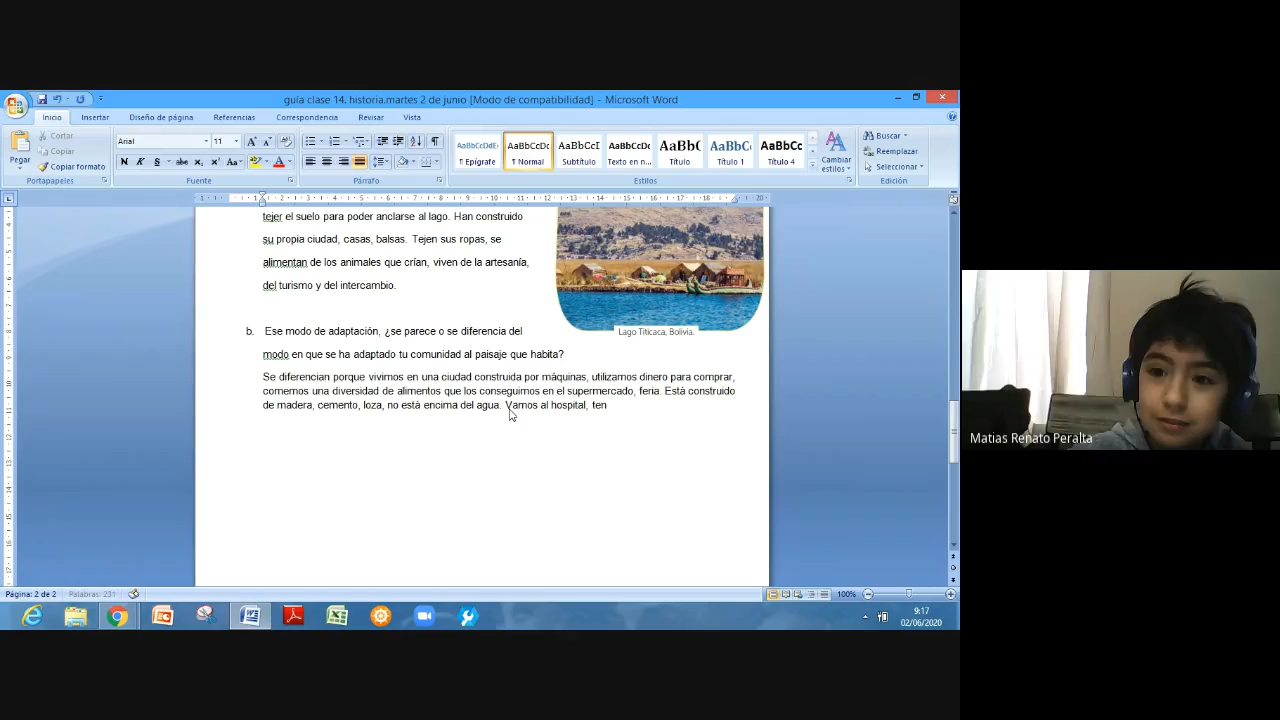 guía clase 14. historia.martes 2 de junio [Modo de compatibilidad] - Microsoft Word
Inicio Insertar Diseño de página Referencias Correspondencia Revisar Vista
Pegar
Cortar
Copiar
Copiar formato
Portapapeles
Arial 11
N K S abc x₂ x² Aa
Fuente
Párrafo
AaBbCcDdE AaBbCcDc AaBbCcI AaBbCcDc AaBbC AaBbCc AaBbCc
¶ Epígrafe ¶ Normal Subtítulo Texto en n... Título Título 1 Título 4
Estilos
Cambiar estilos
Buscar
Reemplazar
Seleccionar
Edición
tejer el suelo para poder anclarse al lago. Han construido
su propia ciudad, casas, balsas. Tejen sus ropas, se
alimentan de los animales que crían, viven de la artesanía,
del turismo y del intercambio.
Lago Titicaca, Bolivia.
b. Ese modo de adaptación, ¿se parece o se diferencia del
modo en que se ha adaptado tu comunidad al paisaje que habita?
Se diferencian porque vivimos en una ciudad construida por máquinas, utilizamos dinero para comprar,
comemos una diversidad de alimentos que los conseguimos en el supermercado, feria. Está construido
de madera, cemento, loza, no está encima del agua. Vamos al hospital, ten
Matias Renato Peralta
Página: 2 de 2 Palabras: 231
100%
9:17
02/06/2020